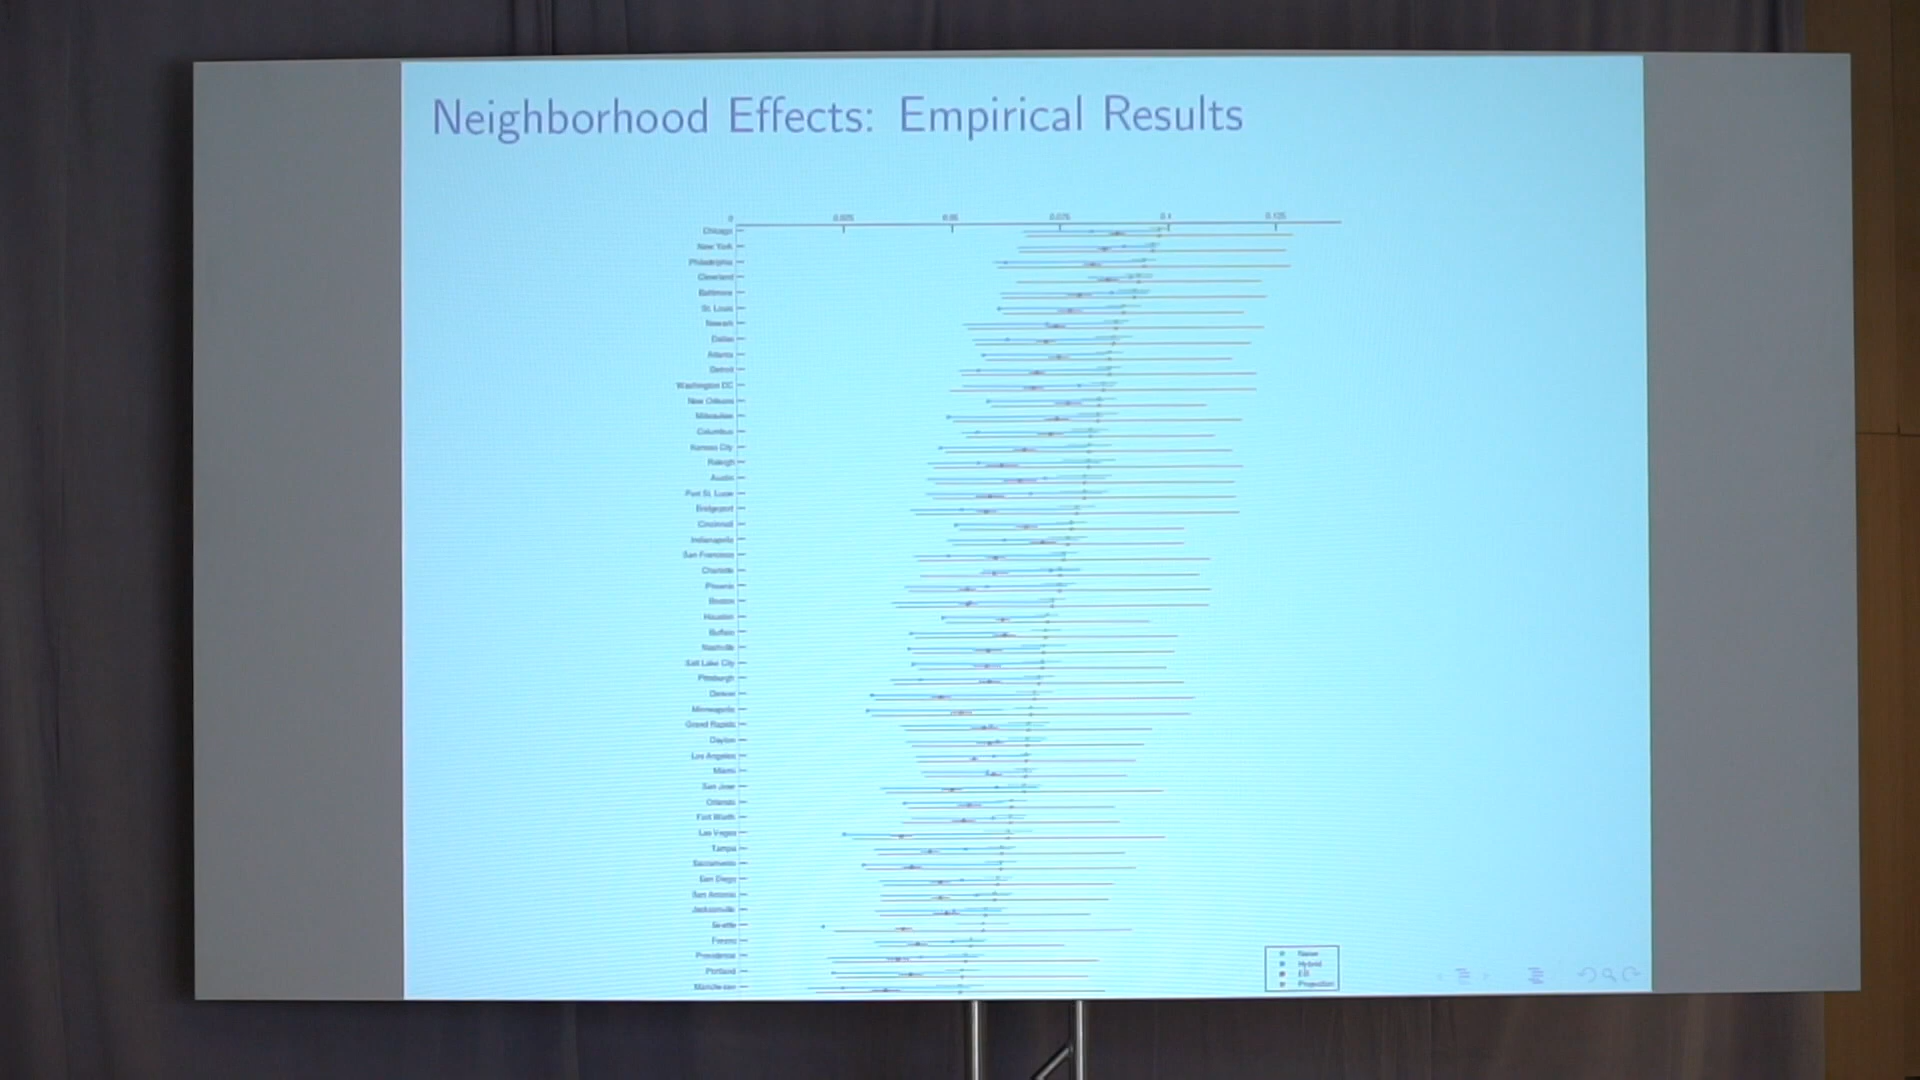 Neighborhood Effects: Empirical Results
0 0.025 0.05 0.075 0.1 0.125
Chicago
New York
Philadelphia
Cleveland
Baltimore
St. Louis
Newark
Dallas
Atlanta
Detroit
Washington DC
New Orleans
Milwaukee
Columbus
Kansas City
Raleigh
Austin
Port St. Lucie
Bridgeport
Cincinnati
Indianapolis
San Francisco
Charlotte
Phoenix
Boston
Houston
Buffalo
Nashville
Salt Lake City
Pittsburgh
Denver
Minneapolis
Grand Rapids
Dayton
Los Angeles
Miami
San Jose
Orlando
Fort Worth
Las Vegas
Tampa
Sacramento
San Diego
San Antonio
Jacksonville
Seattle
Fresno
Providence
Portland
Manchester
Naive
Hybrid
Projection